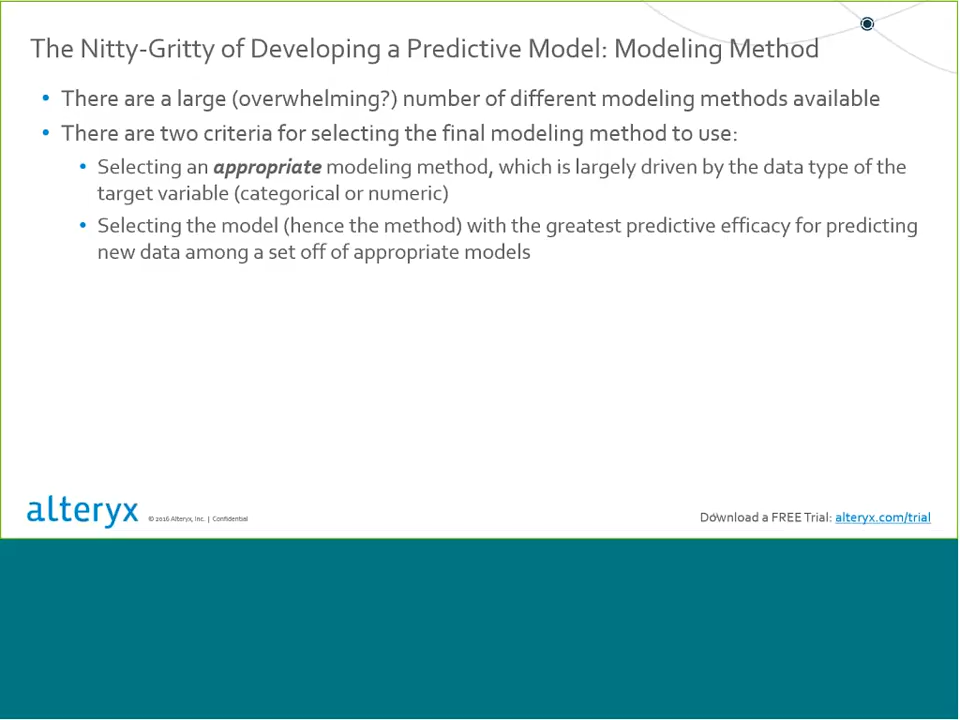 The Nitty-Gritty of Developing a Predictive Model: Modeling Method
• There are a large (overwhelming?) number of different modeling methods available
• There are two criteria for selecting the final modeling method to use:
• Selecting an appropriate modeling method, which is largely driven by the data type of the
target variable (categorical or numeric)
• Selecting the model (hence the method) with the greatest predictive efficacy for predicting
new data among a set off of appropriate models
alteryx
© 2016 Alteryx, Inc. | Confidential
Download a FREE Trial: alteryx.com/trial